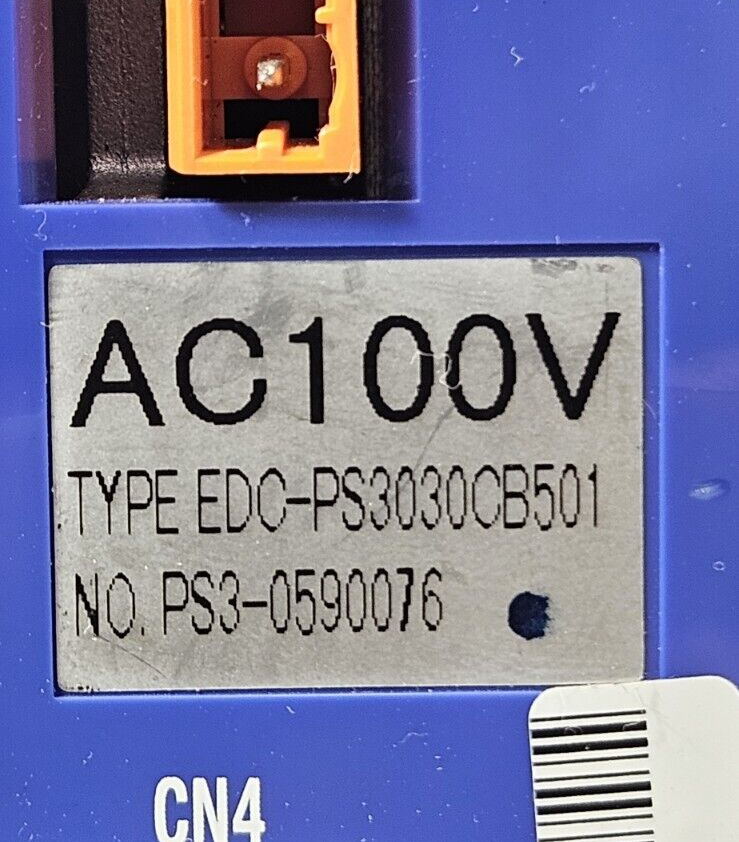 AC100V
TYPE EDC-PS3030CB501
NO. PS3-0590076
CN4